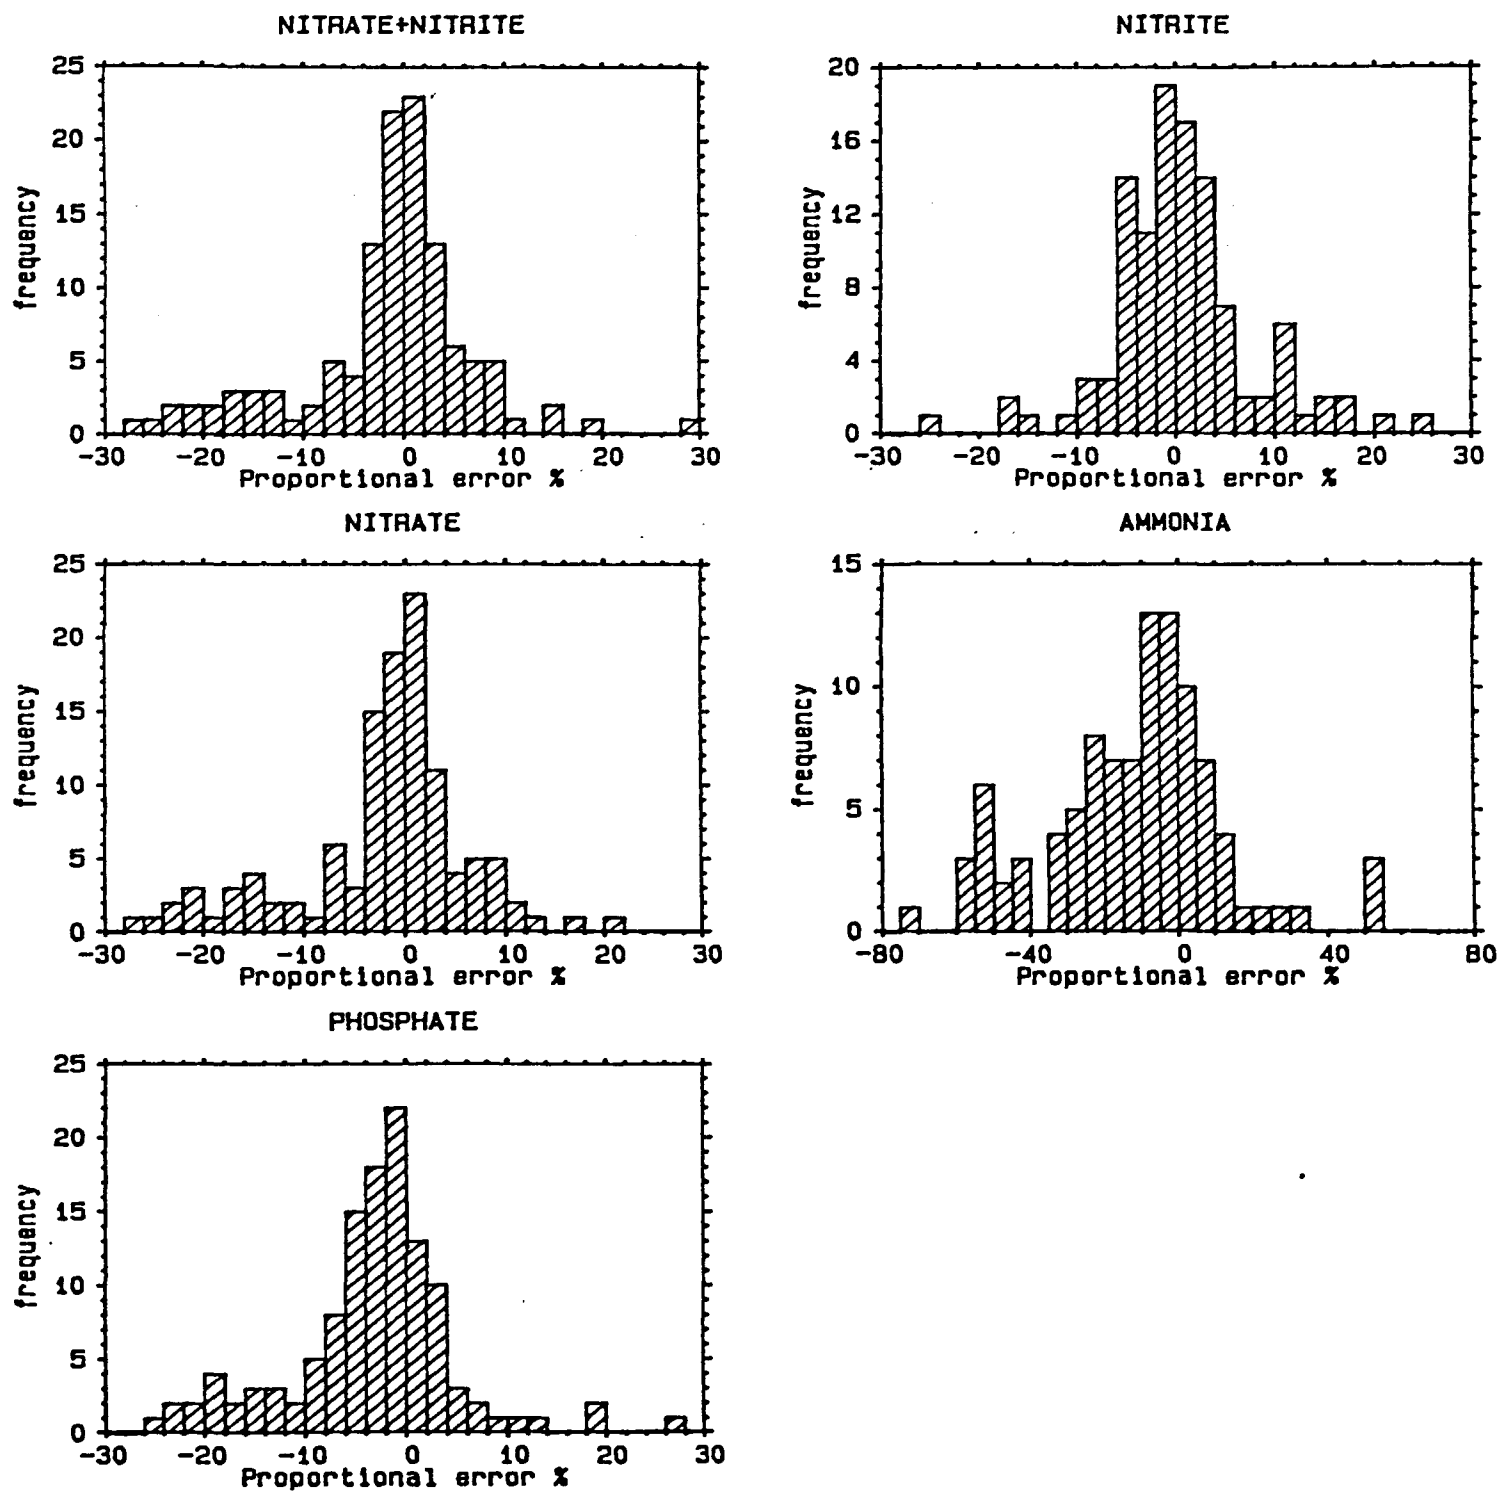 NITRATE+NITRITE
25
20
15
10
5
0
frequency
-30 -20 -10 0 10 20 30
Proportional error %
NITRITE
20
16
12
8
4
0
frequency
-30 -20 -10 0 10 20 30
Proportional error %
NITRATE
25
20
15
10
5
0
frequency
-30 -20 -10 0 10 20 30
Proportional error %
AMMONIA
15
10
5
0
frequency
-80 -40 0 40 80
Proportional error %
PHOSPHATE
25
20
15
10
5
0
frequency
-30 -20 -10 0 10 20 30
Proportional error %